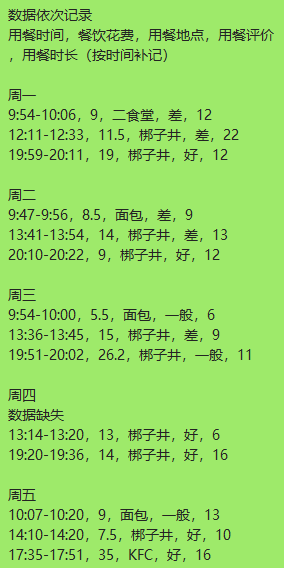 数据依次记录
用餐时间，餐饮花费，用餐地点，用餐评价
，用餐时长（按时间补记）
周一
9:54-10:06，9，二食堂，差，12
12:11-12:33，11.5，梆子井，差，22
19:59-20:11，19，梆子井，好，12
周二
9:47-9:56，8.5，面包，差，9
13:41-13:54，14，梆子井，差，13
20:10-20:22，9，梆子井，好，12
周三
9:54-10:00，5.5，面包，一般，6
13:36-13:45，15，梆子井，差，9
19:51-20:02，26.2，梆子井，一般，11
周四
数据缺失
13:14-13:20，13，梆子井，好，6
19:20-19:36，14，梆子井，好，16
周五
10:07-10:20，9，面包，一般，13
14:10-14:20，7.5，梆子井，好，10
17:35-17:51，35，KFC，好，16